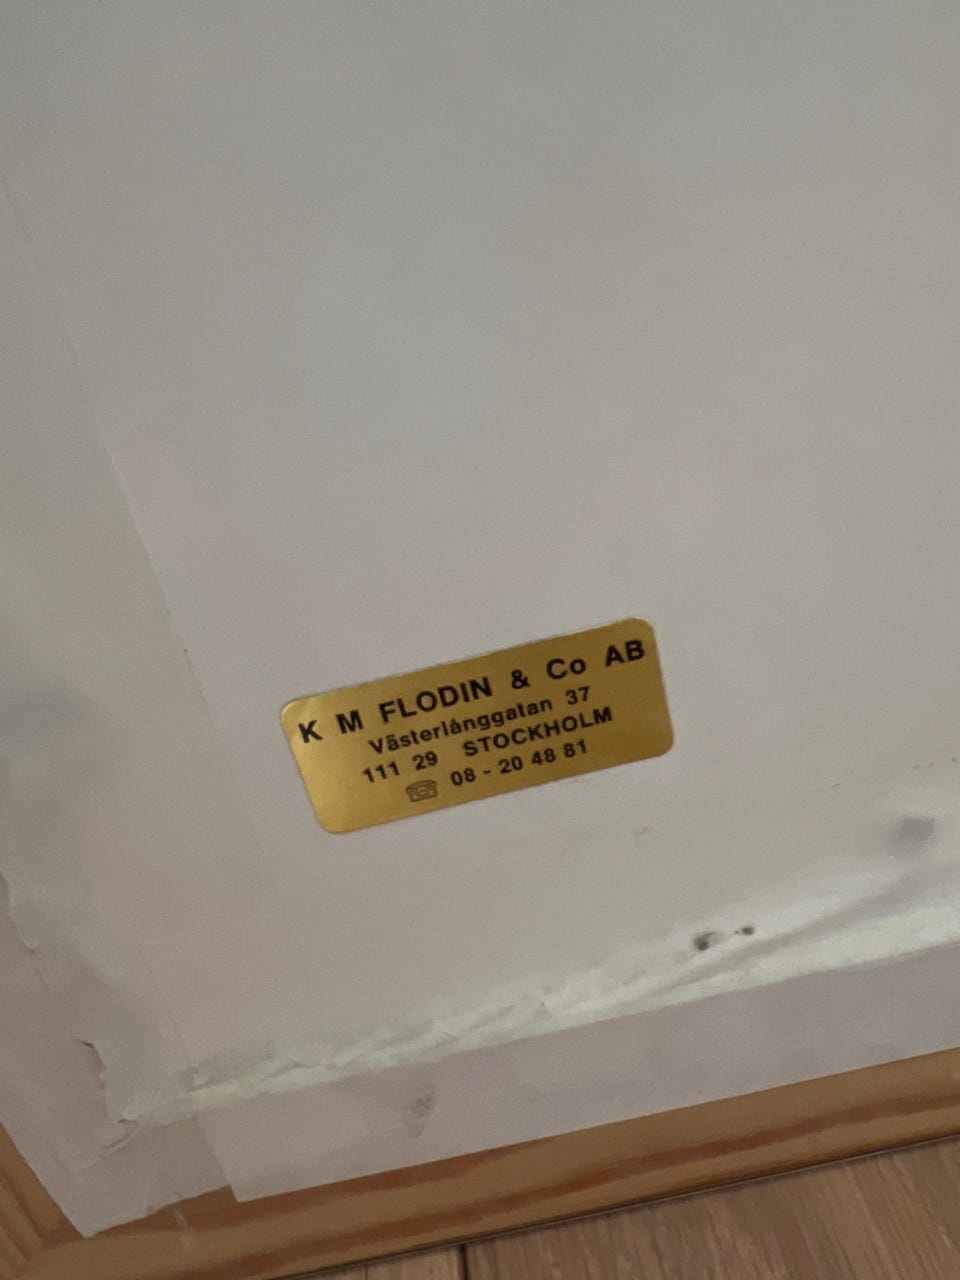 K M FLODIN & Co AB
Västerlånggatan 37
111 29 STOCKHOLM
☎ 08 - 20 48 81